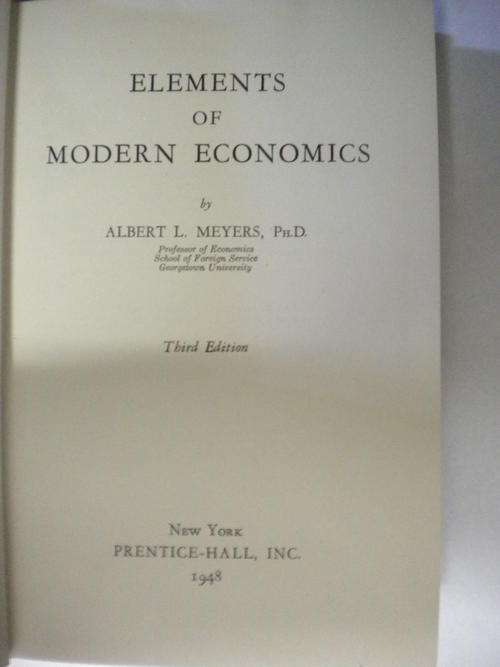 ELEMENTS
OF
MODERN ECONOMICS
by
ALBERT L. MEYERS, PH.D.
Professor of Economics
School of Foreign Service
Georgetown University
Third Edition
NEW YORK
PRENTICE-HALL, INC.
1948